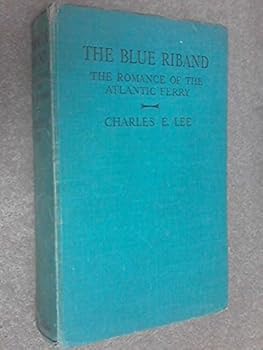 THE BLUE RIBAND
THE ROMANCE OF THE
ATLANTIC FERRY
CHARLES E. LEE